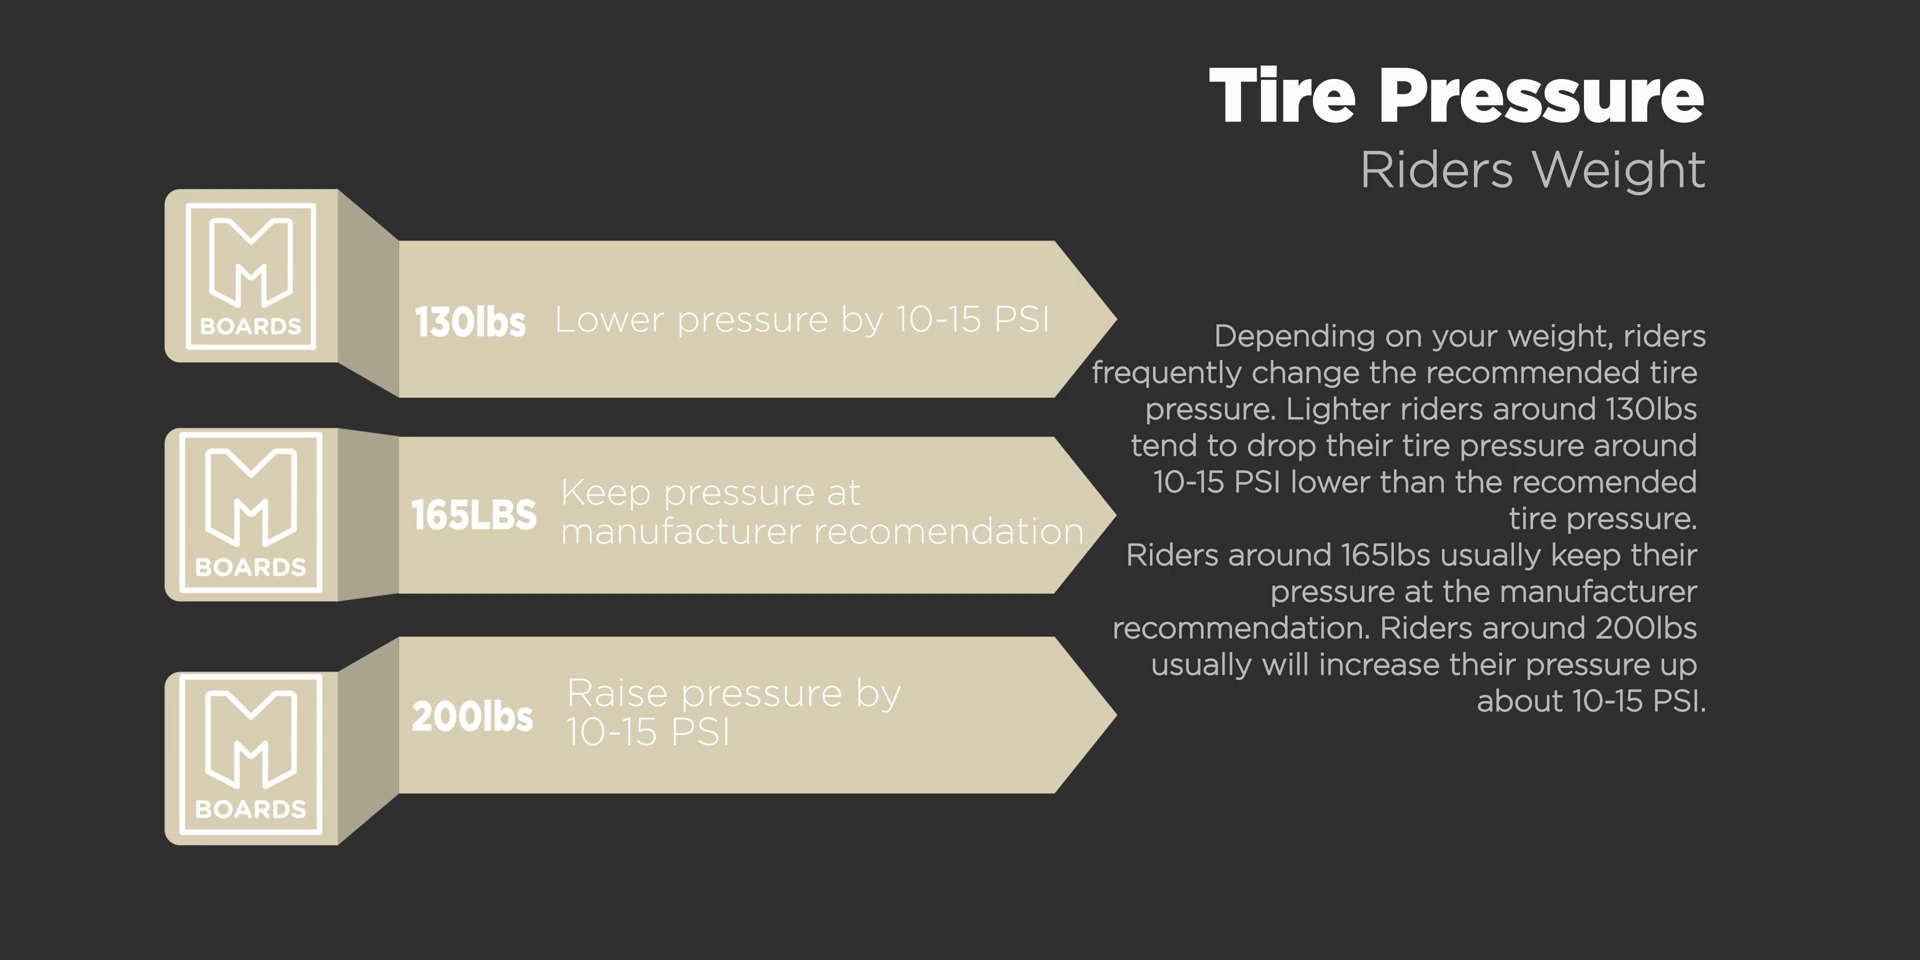 Tire Pressure
Riders Weight
BOARDS
130lbs Lower pressure by 10-15 PSI
BOARDS
165LBS Keep pressure at
manufacturer recomendation
BOARDS
200lbs Raise pressure by
10-15 PSI
Depending on your weight, riders
frequently change the recommended tire
pressure. Lighter riders around 130lbs
tend to drop their tire pressure around
10-15 PSI lower than the recomended
tire pressure.
Riders around 165lbs usually keep their
pressure at the manufacturer
recommendation. Riders around 200lbs
usually will increase their pressure up
about 10-15 PSI.